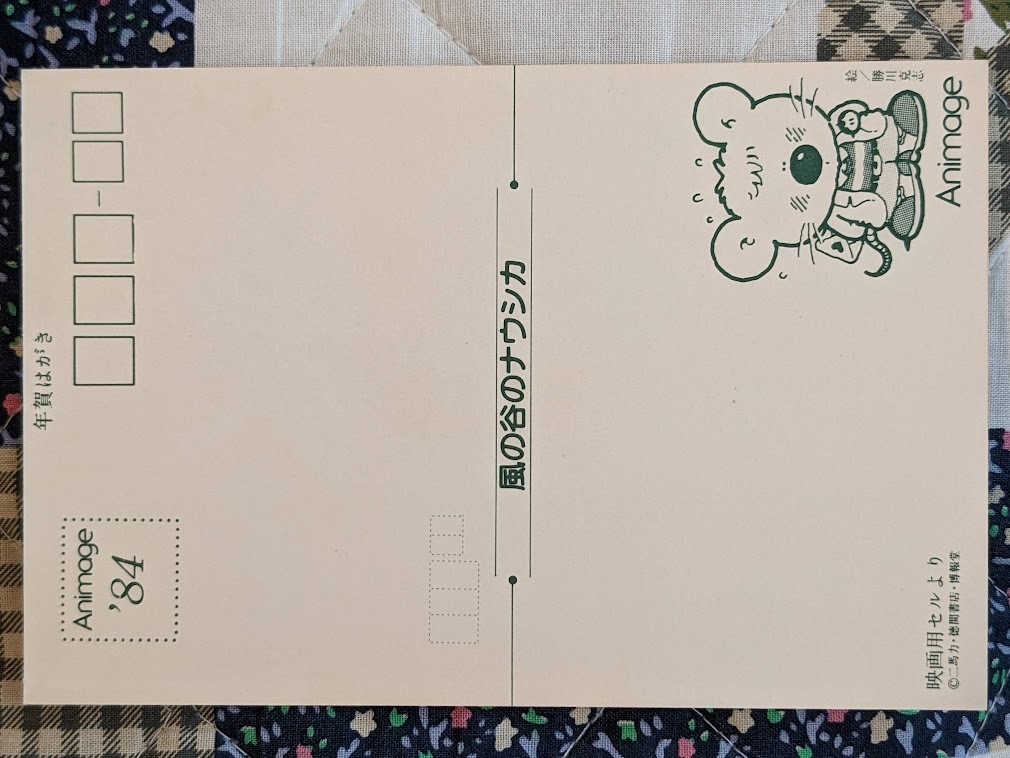 年賀はがき
Animage
'84
風の谷のナウシカ
絵／勝川克志
Animage
映画用セルより
©二馬力・徳間書店・博報堂